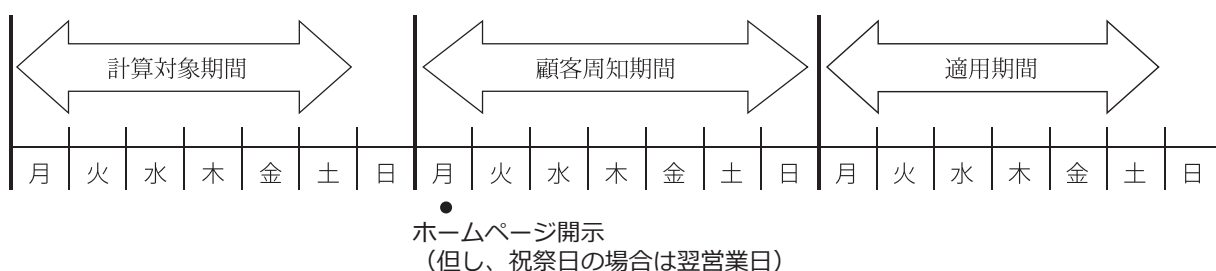 計算対象期間 顧客周知期間 適用期間
月 火 水 木 金 土 日 月 火 水 木 金 土 日 月 火 水 木 金 土 日
●
ホームページ開示
（但し、祝祭日の場合は翌営業日）